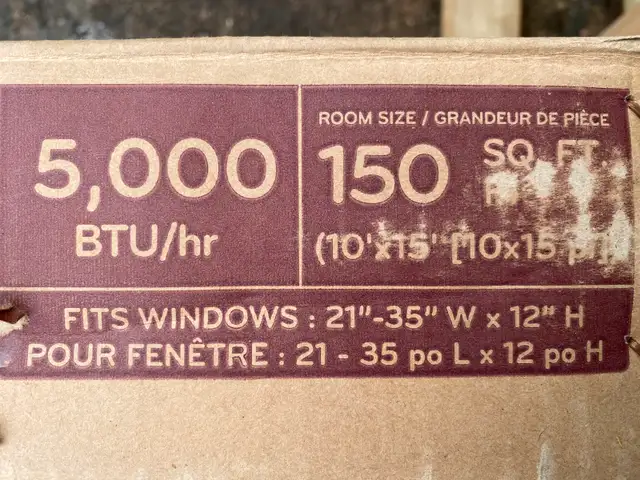 5,000
BTU/hr
ROOM SIZE / GRANDEUR DE PIÈCE
150 SQ. FT.
(10'x15' [10x15
FITS WINDOWS : 21"-35" W x 12" H
POUR FENÊTRE : 21 - 35 po L x 12 po H